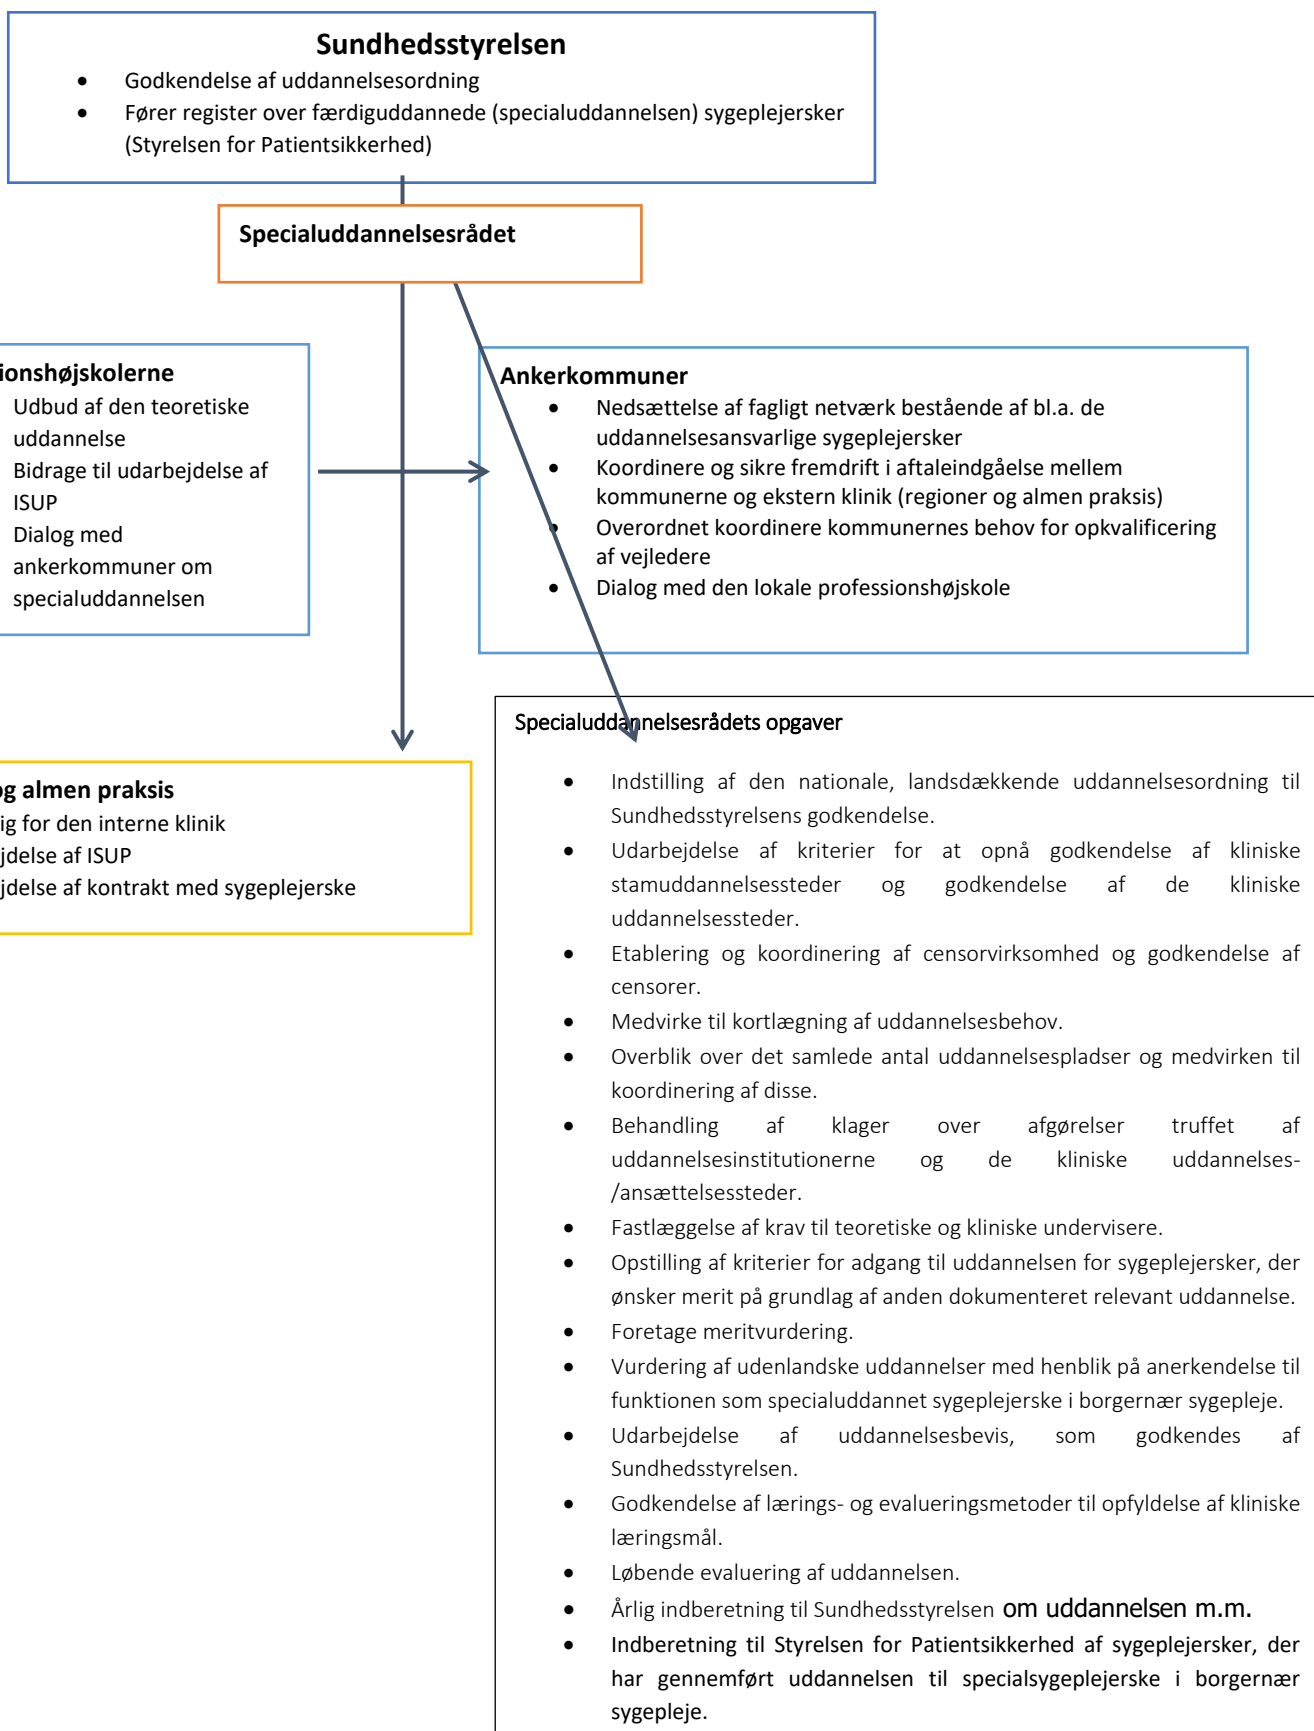 Sundhedsstyrelsen
• Godkendelse af uddannelsesordning
• Fører register over færdiguddannede (specialuddannelsen) sygeplejersker
(Styrelsen for Patientsikkerhed)
Specialuddannelsesrådet
ionshøjskolerne
Udbud af den teoretiske
uddannelse
Bidrage til udarbejdelse af
ISUP
Dialog med
ankerkommuner om
specialuddannelsen
Ankerkommuner
• Nedsættelse af fagligt netværk bestående af bl.a. de
uddannelsesansvarlige sygeplejersker
• Koordinere og sikre fremdrift i aftaleindgåelse mellem
kommunerne og ekstern klinik (regioner og almen praksis)
• Overordnet koordinere kommunernes behov for opkvalificering
af vejledere
• Dialog med den lokale professionshøjskole
og almen praksis
ig for den interne klinik
jdelse af ISUP
jdelse af kontrakt med sygeplejerske
Specialuddannelsesrådets opgaver
• Indstilling af den nationale, landsdækkende uddannelsesordning til
Sundhedsstyrelsens godkendelse.
• Udarbejdelse af kriterier for at opnå godkendelse af kliniske
stamuddannelsessteder og godkendelse af de kliniske
uddannelsessteder.
• Etablering og koordinering af censorvirksomhed og godkendelse af
censorer.
• Medvirke til kortlægning af uddannelsesbehov.
• Overblik over det samlede antal uddannelsespladser og medvirken til
koordinering af disse.
• Behandling af klager over afgørelser truffet af
uddannelsesinstitutionerne og de kliniske uddannelses-
/ansættelsessteder.
• Fastlæggelse af krav til teoretiske og kliniske undervisere.
• Opstilling af kriterier for adgang til uddannelsen for sygeplejersker, der
ønsker merit på grundlag af anden dokumenteret relevant uddannelse.
• Foretage meritvurdering.
• Vurdering af udenlandske uddannelser med henblik på anerkendelse til
funktionen som specialuddannet sygeplejerske i borgernær sygepleje.
• Udarbejdelse af uddannelsesbevis, som godkendes af
Sundhedsstyrelsen.
• Godkendelse af lærings- og evalueringsmetoder til opfyldelse af kliniske
læringsmål.
• Løbende evaluering af uddannelsen.
• Årlig indberetning til Sundhedsstyrelsen om uddannelsen m.m.
• Indberetning til Styrelsen for Patientsikkerhed af sygeplejersker, der
har gennemført uddannelsen til specialsygeplejerske i borgernær
sygepleje.